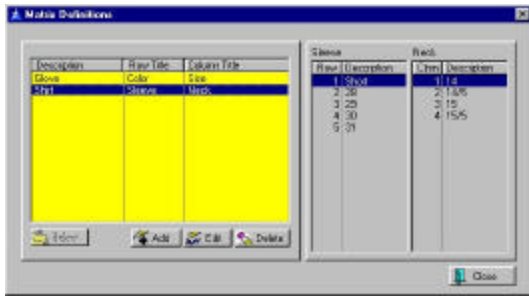 Matrix Definitions
Description Row Title Column Title
Glove Color Size
Shirt Sleeve Neck
Select Add Edit Delete
Sleeve
Row Description
1 Short
2 28
3 29
4 30
5 31
Neck
Clmn Description
1 14
2 14/5
3 15
4 15/5
Close